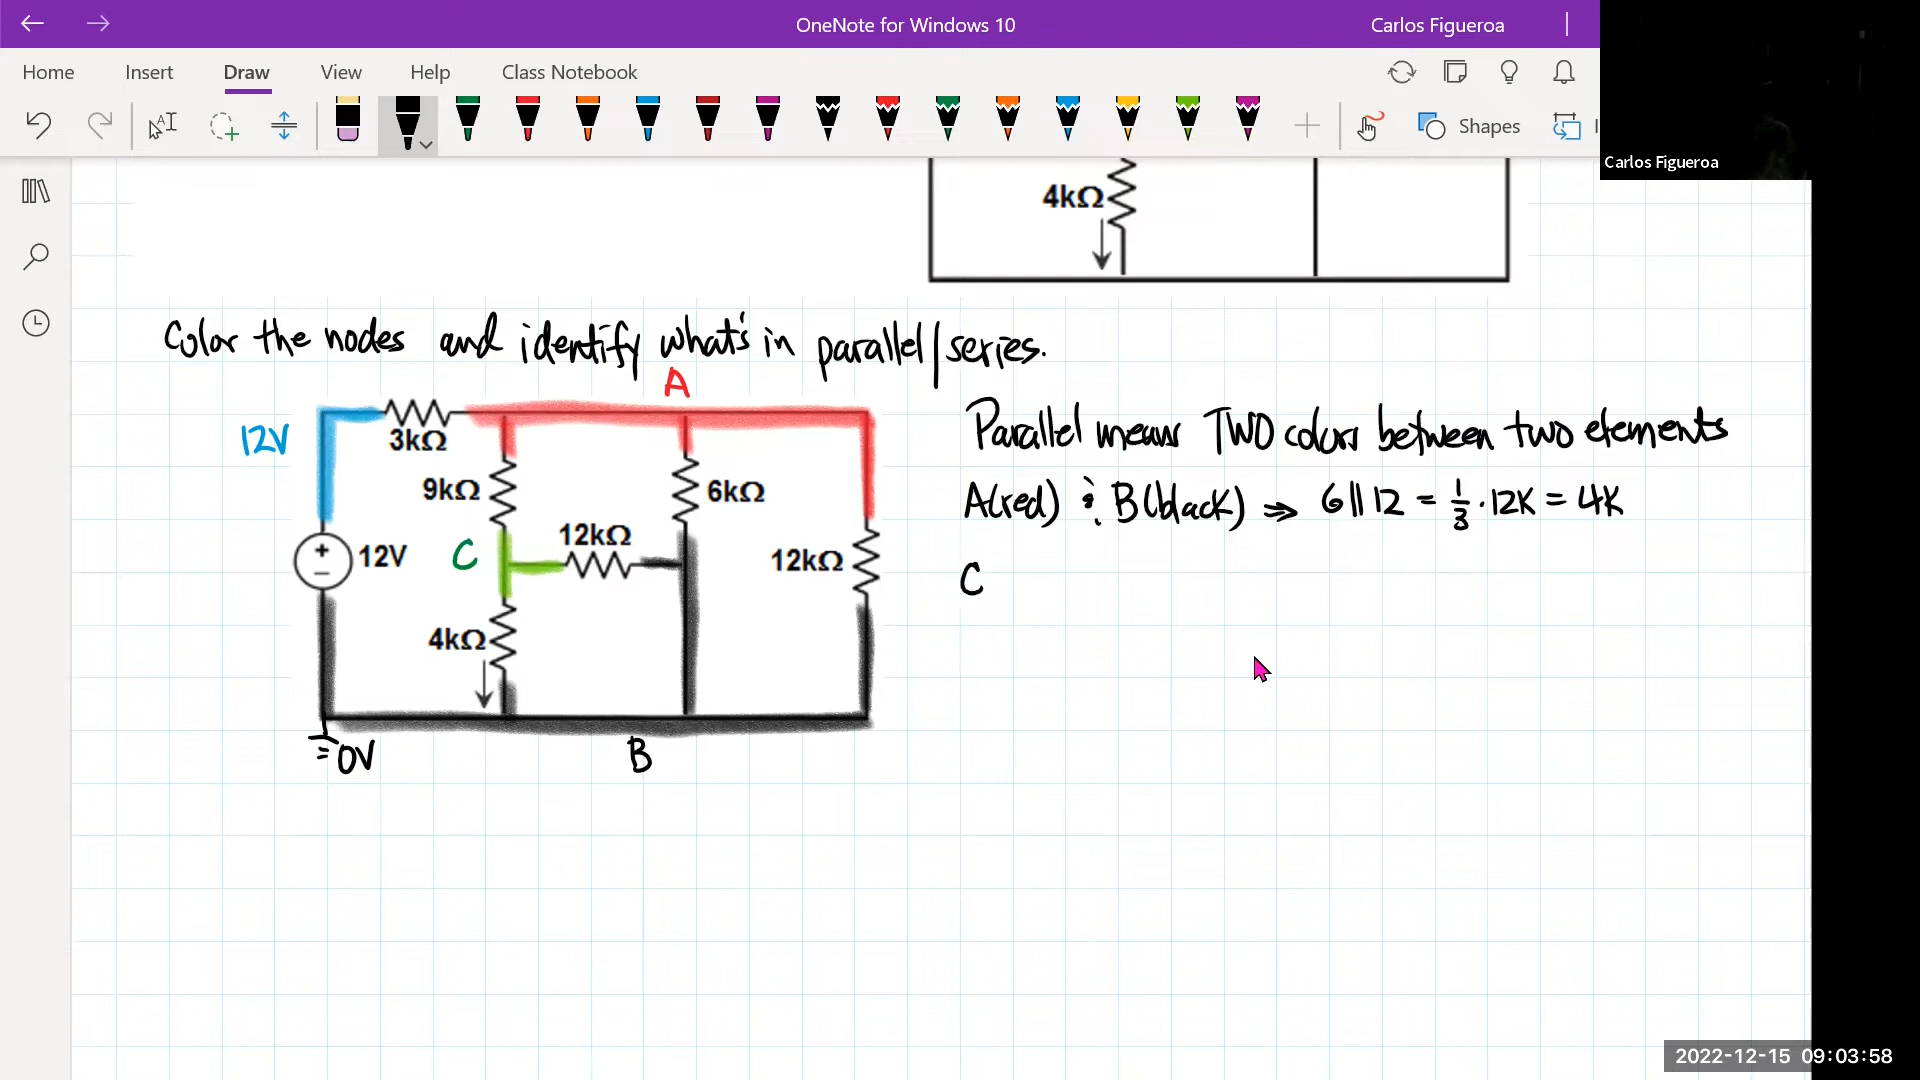 OneNote for Windows 10
Carlos Figueroa
Home Insert Draw View Help Class Notebook
Shapes
Carlos Figueroa
4kΩ
Color the nodes and identify what's in parallel/series.
A
12V
3kΩ
Parallel means TWO colors between two elements
9kΩ
6kΩ
A(red) & B(black) ⇒ 6||12 = 1/3 · 12K = 4K
12kΩ
C
12V
12kΩ
C
4kΩ
0V
B
2022-12-15 09:03:58